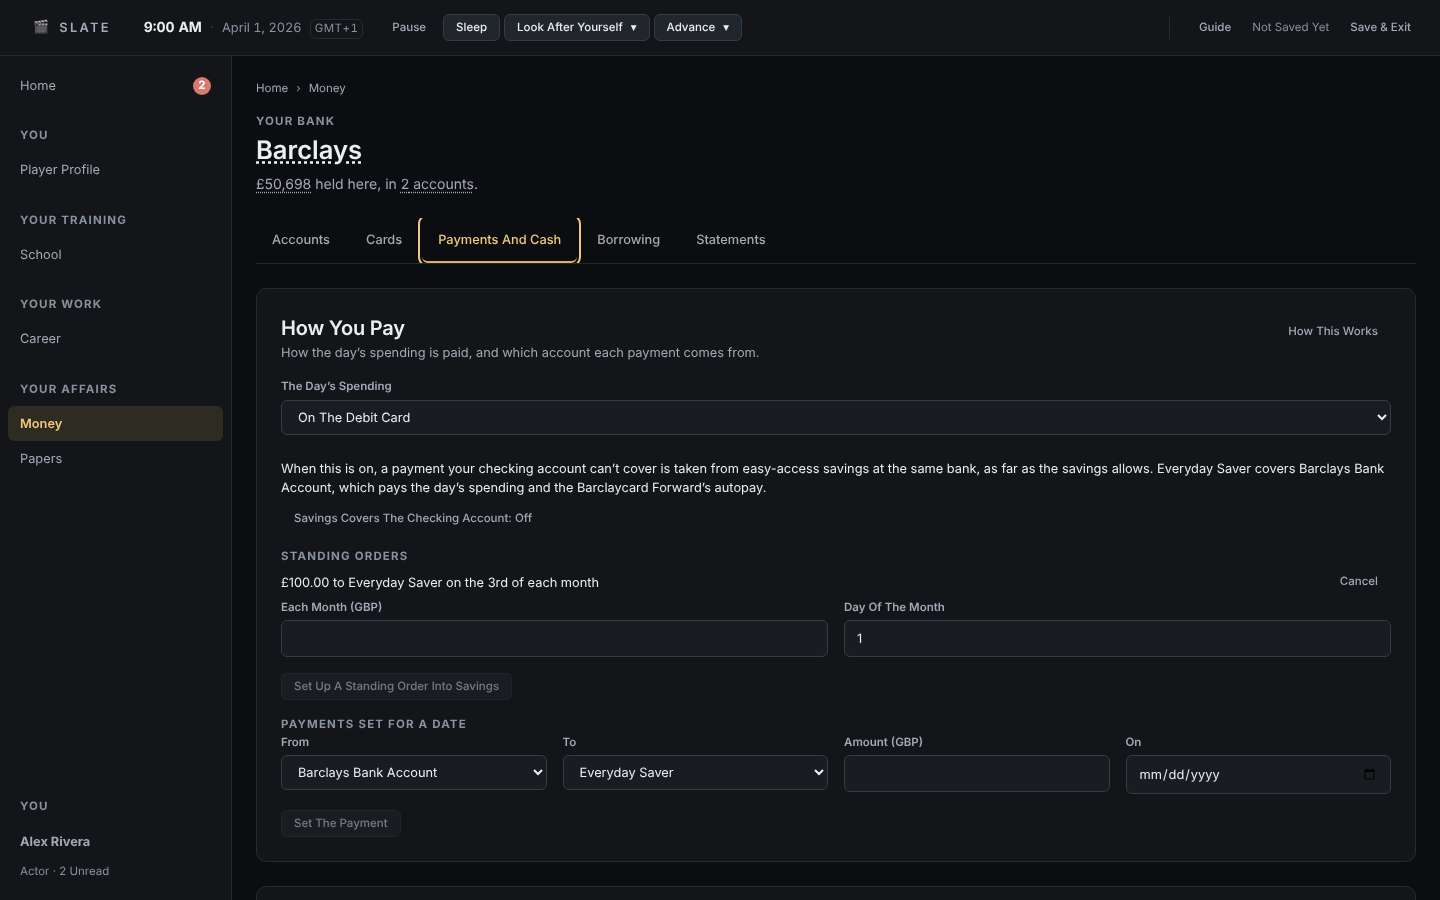 SLATE
9:00 AM · April 1, 2026 GMT+1
Pause
Sleep
Look After Yourself
Advance
Guide
Not Saved Yet
Save & Exit
Home
2
YOU
Player Profile
YOUR TRAINING
School
YOUR WORK
Career
YOUR AFFAIRS
Money
Papers
YOU
Alex Rivera
Actor · 2 Unread
Home › Money
YOUR BANK
Barclays
£50,698 held here, in 2 accounts.
Accounts
Cards
Payments And Cash
Borrowing
Statements
How You Pay
How This Works
How the day’s spending is paid, and which account each payment comes from.
The Day’s Spending
On The Debit Card
When this is on, a payment your checking account can’t cover is taken from easy-access savings at the same bank, as far as the savings allows. Everyday Saver covers Barclays Bank
Account, which pays the day’s spending and the Barclaycard Forward’s autopay.
Savings Covers The Checking Account: Off
STANDING ORDERS
£100.00 to Everyday Saver on the 3rd of each month
Cancel
Each Month (GBP)
Day Of The Month
1
Set Up A Standing Order Into Savings
PAYMENTS SET FOR A DATE
From
To
Amount (GBP)
On
Barclays Bank Account
Everyday Saver
mm/dd/yyyy
Set The Payment